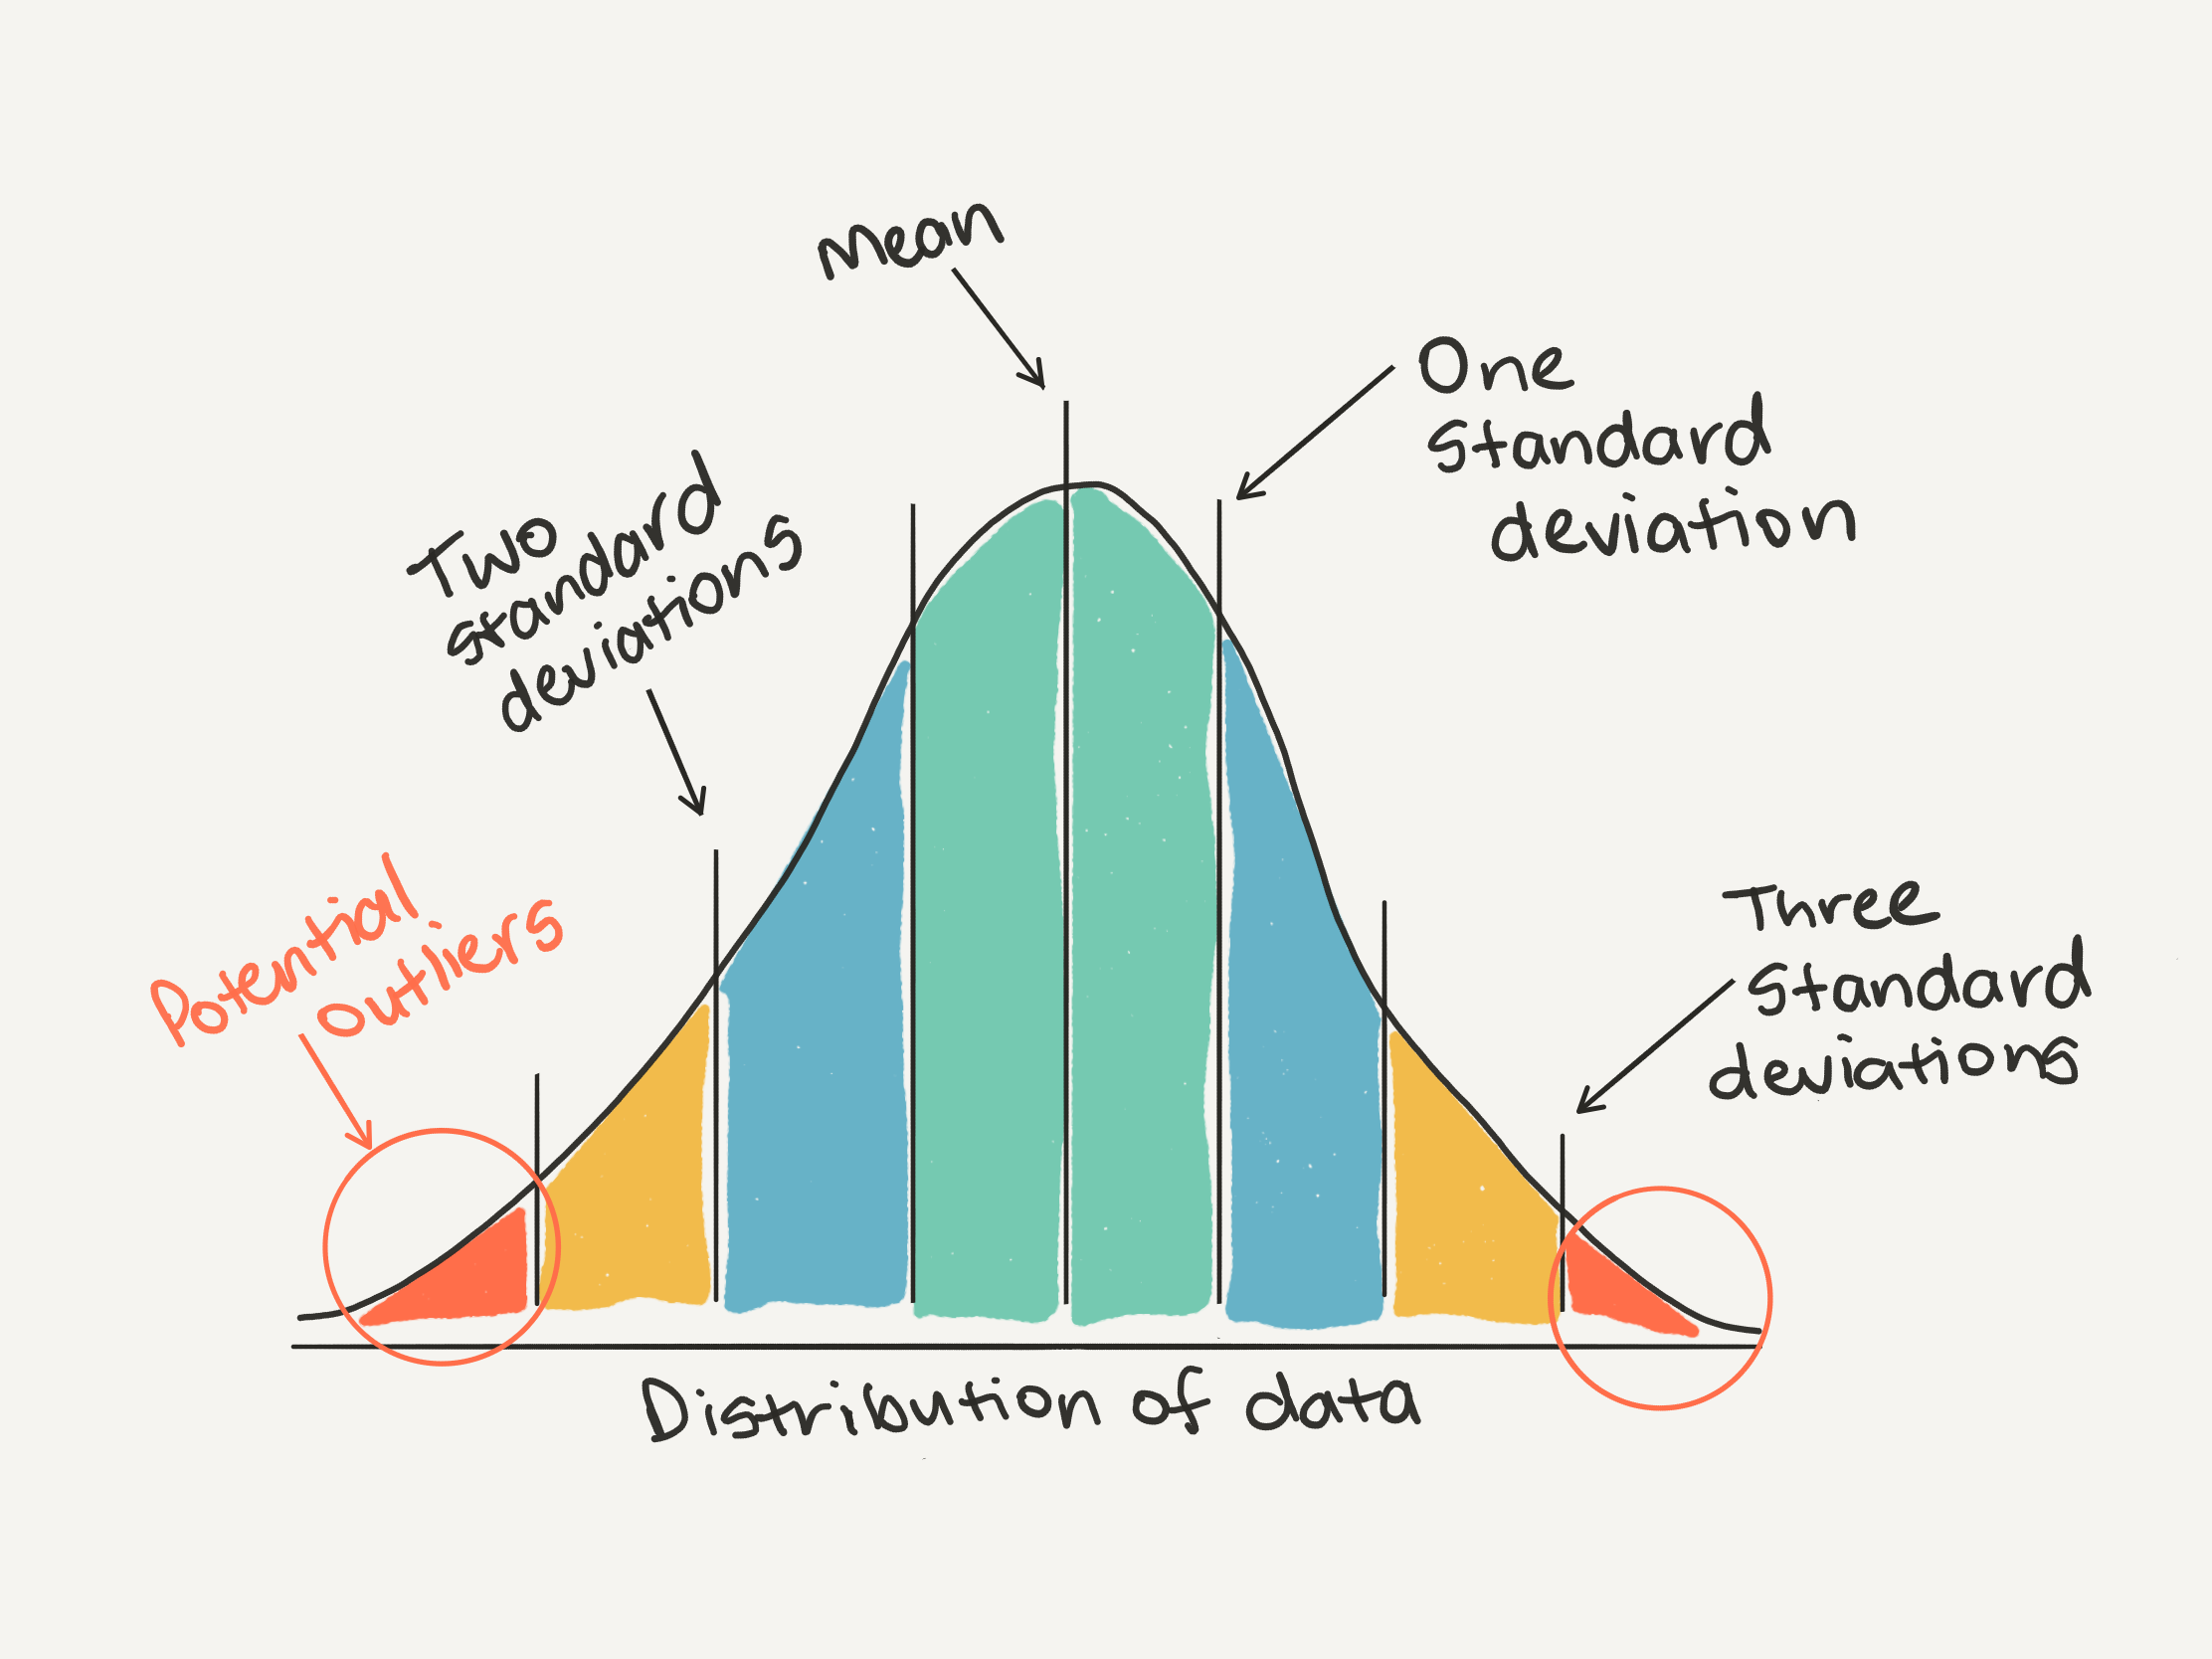 Mean
One
standard
deviation
Two
standard
deviations
Potential
outliers
Three
standard
deviations
Distribution of data